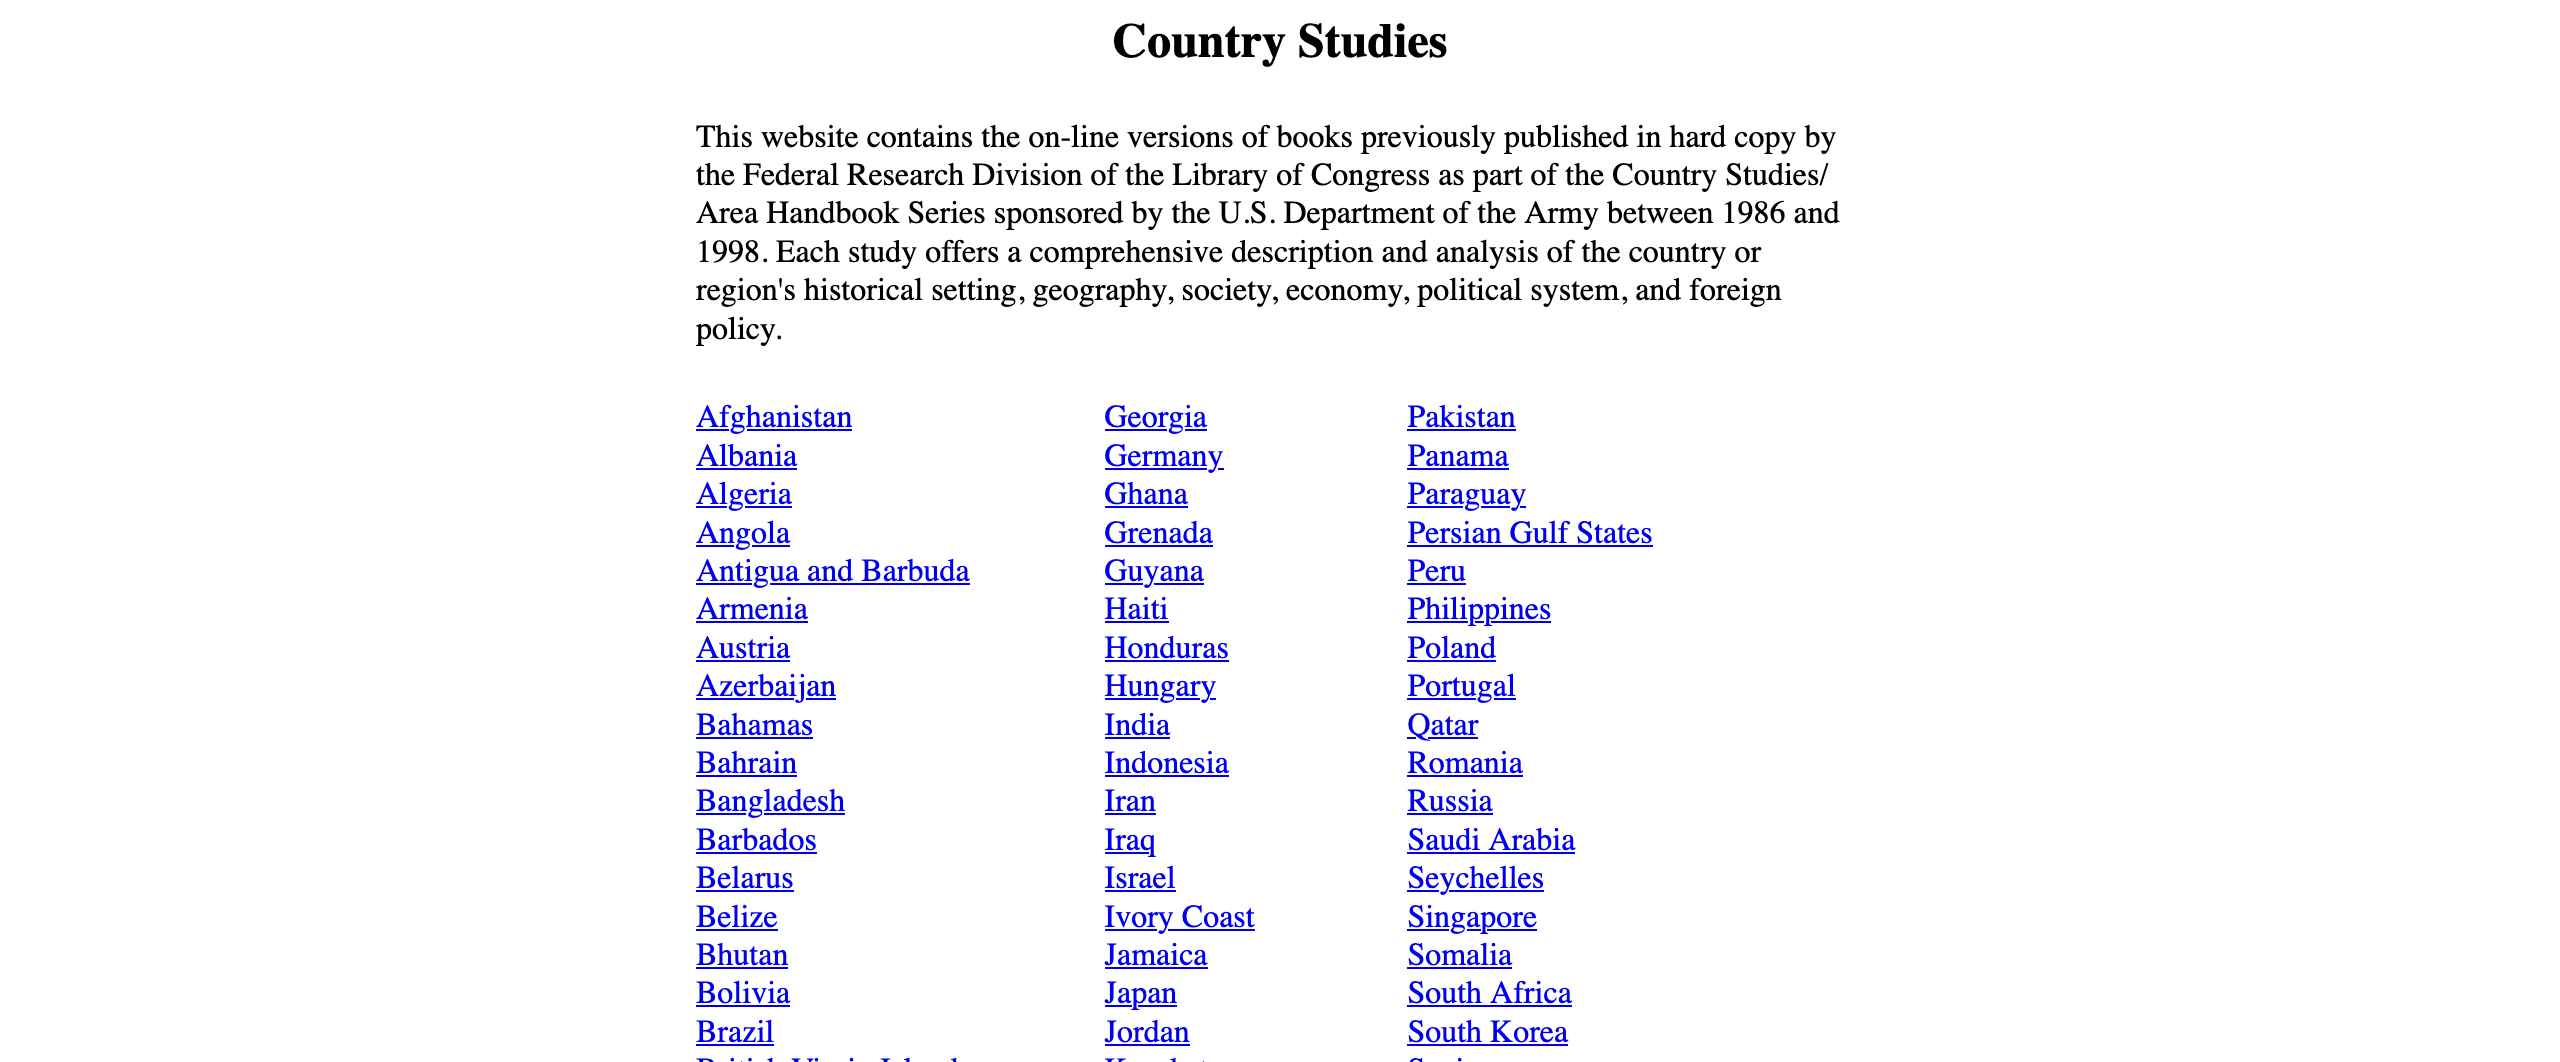 Country Studies
This website contains the on-line versions of books previously published in hard copy by
the Federal Research Division of the Library of Congress as part of the Country Studies/
Area Handbook Series sponsored by the U.S. Department of the Army between 1986 and
1998. Each study offers a comprehensive description and analysis of the country or
region's historical setting, geography, society, economy, political system, and foreign
policy.
Afghanistan
Albania
Algeria
Angola
Antigua and Barbuda
Armenia
Austria
Azerbaijan
Bahamas
Bahrain
Bangladesh
Barbados
Belarus
Belize
Bhutan
Bolivia
Brazil
Georgia
Germany
Ghana
Grenada
Guyana
Haiti
Honduras
Hungary
India
Indonesia
Iran
Iraq
Israel
Ivory Coast
Jamaica
Japan
Jordan
Pakistan
Panama
Paraguay
Persian Gulf States
Peru
Philippines
Poland
Portugal
Qatar
Romania
Russia
Saudi Arabia
Seychelles
Singapore
Somalia
South Africa
South Korea